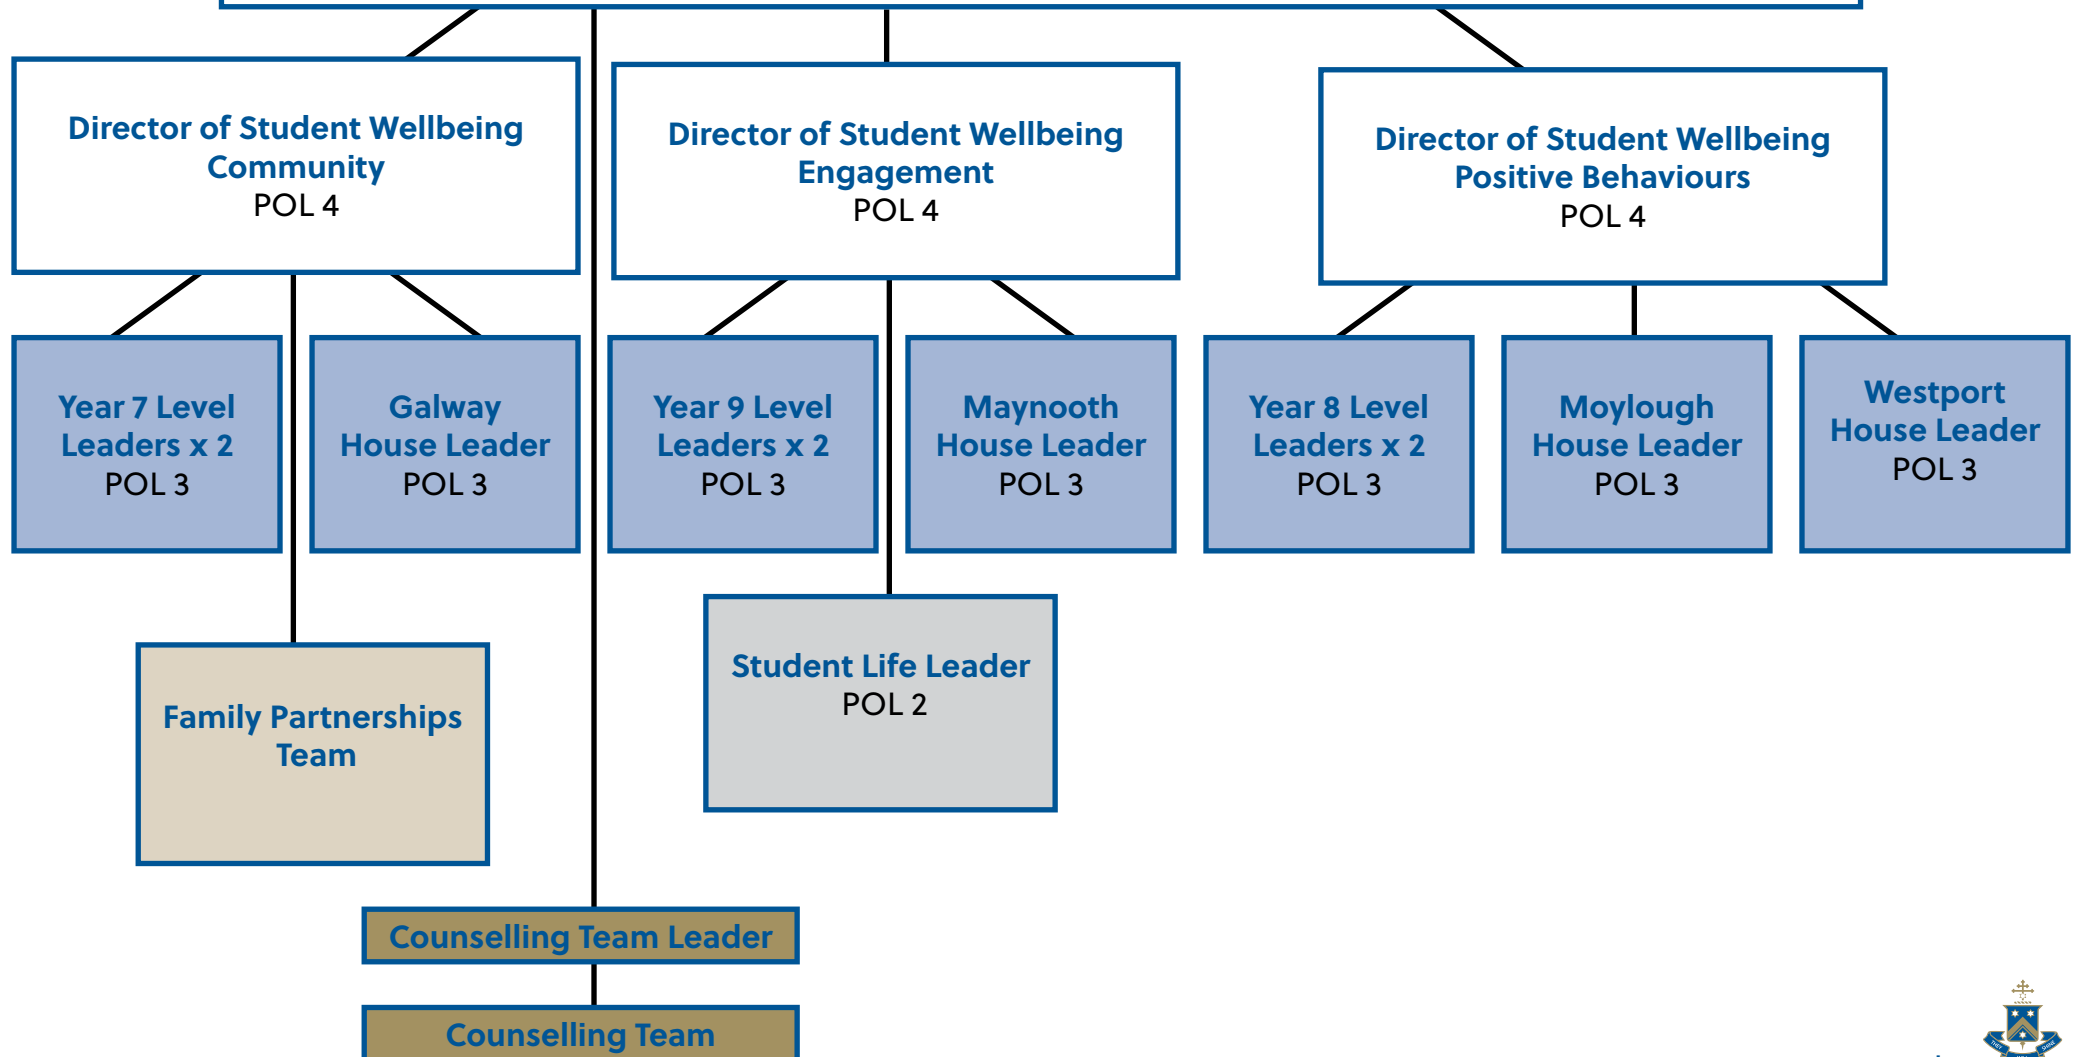 Director of Student Wellbeing
Community
POL 4
Director of Student Wellbeing
Engagement
POL 4
Director of Student Wellbeing
Positive Behaviours
POL 4
Year 7 Level
Leaders x 2
POL 3
Galway
House Leader
POL 3
Year 9 Level
Leaders x 2
POL 3
Maynooth
House Leader
POL 3
Year 8 Level
Leaders x 2
POL 3
Moylough
House Leader
POL 3
Westport
House Leader
POL 3
Family Partnerships
Team
Student Life Leader
POL 2
Counselling Team Leader
Counselling Team